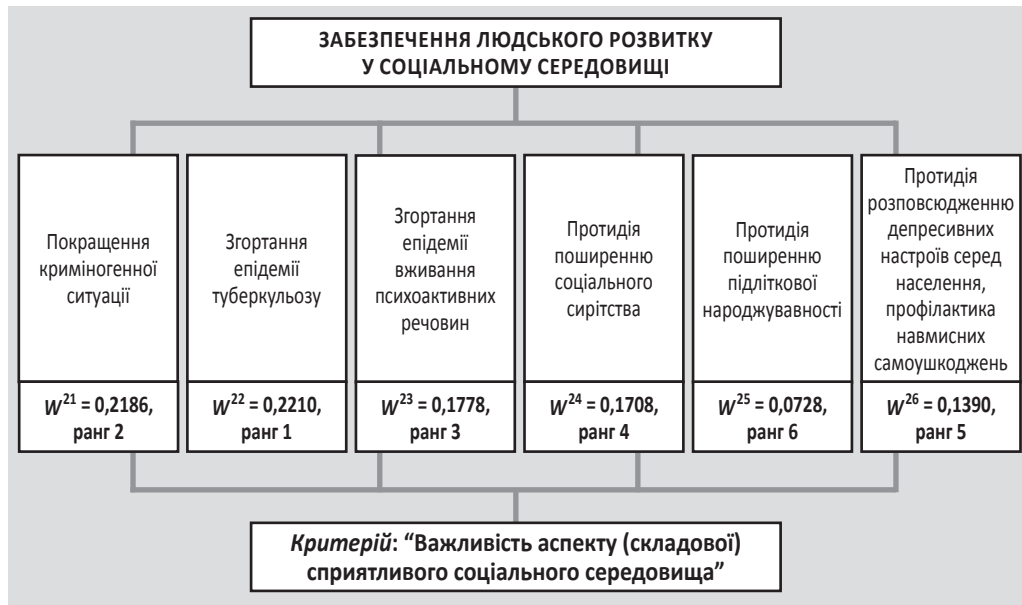 ЗАБЕЗПЕЧЕННЯ ЛЮДСЬКОГО РОЗВИТКУ
У СОЦІАЛЬНОМУ СЕРЕДОВИЩІ
Покращення
криміногенної
ситуації
W²¹ = 0,2186,
ранг 2
Згортання
епідемії
туберкульозу
W²² = 0,2210,
ранг 1
Згортання
епідемії
вживання
психоактивних
речовин
W²³ = 0,1778,
ранг 3
Протидія
поширенню
соціального
сирітства
W²⁴ = 0,1708,
ранг 4
Протидія
поширенню
підліткової
народжувавності
W²⁵ = 0,0728,
ранг 6
Протидія
розповсюдженню
депресивних
настроїв серед
населення,
профілактика
навмисних
самоушкоджень
W²⁶ = 0,1390,
ранг 5
Критерій: “Важливість аспекту (складової)
сприятливого соціального середовища”